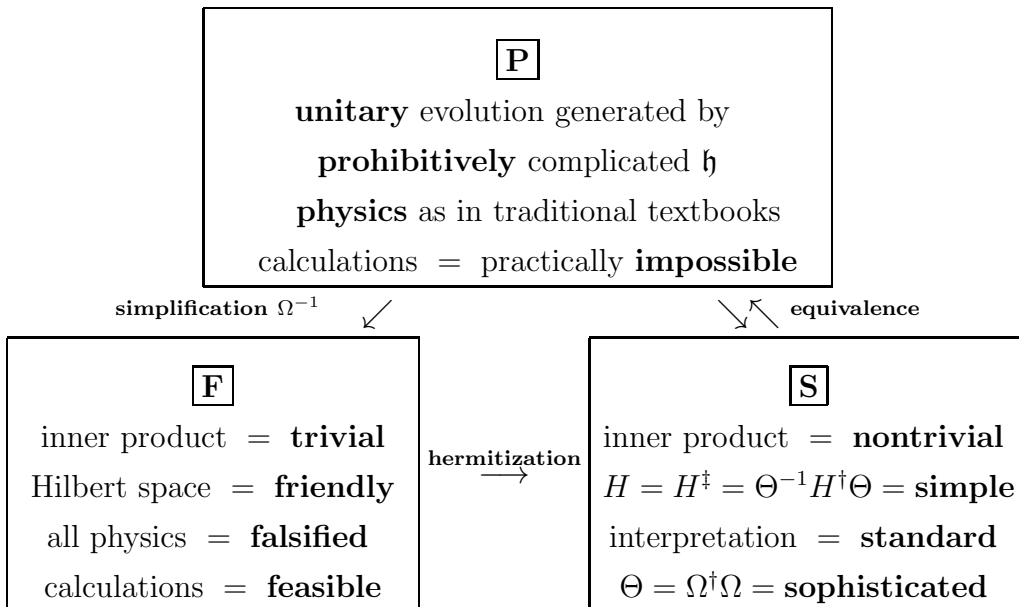 P
unitary evolution generated by
prohibitively complicated 𝔥
physics as in traditional textbooks
calculations = practically impossible
simplification Ω⁻¹
equivalence
F
inner product = trivial
Hilbert space = friendly
all physics = falsified
calculations = feasible
hermitization
S
inner product = nontrivial
H = H‡ = Θ⁻¹H†Θ = simple
interpretation = standard
Θ = Ω†Ω = sophisticated